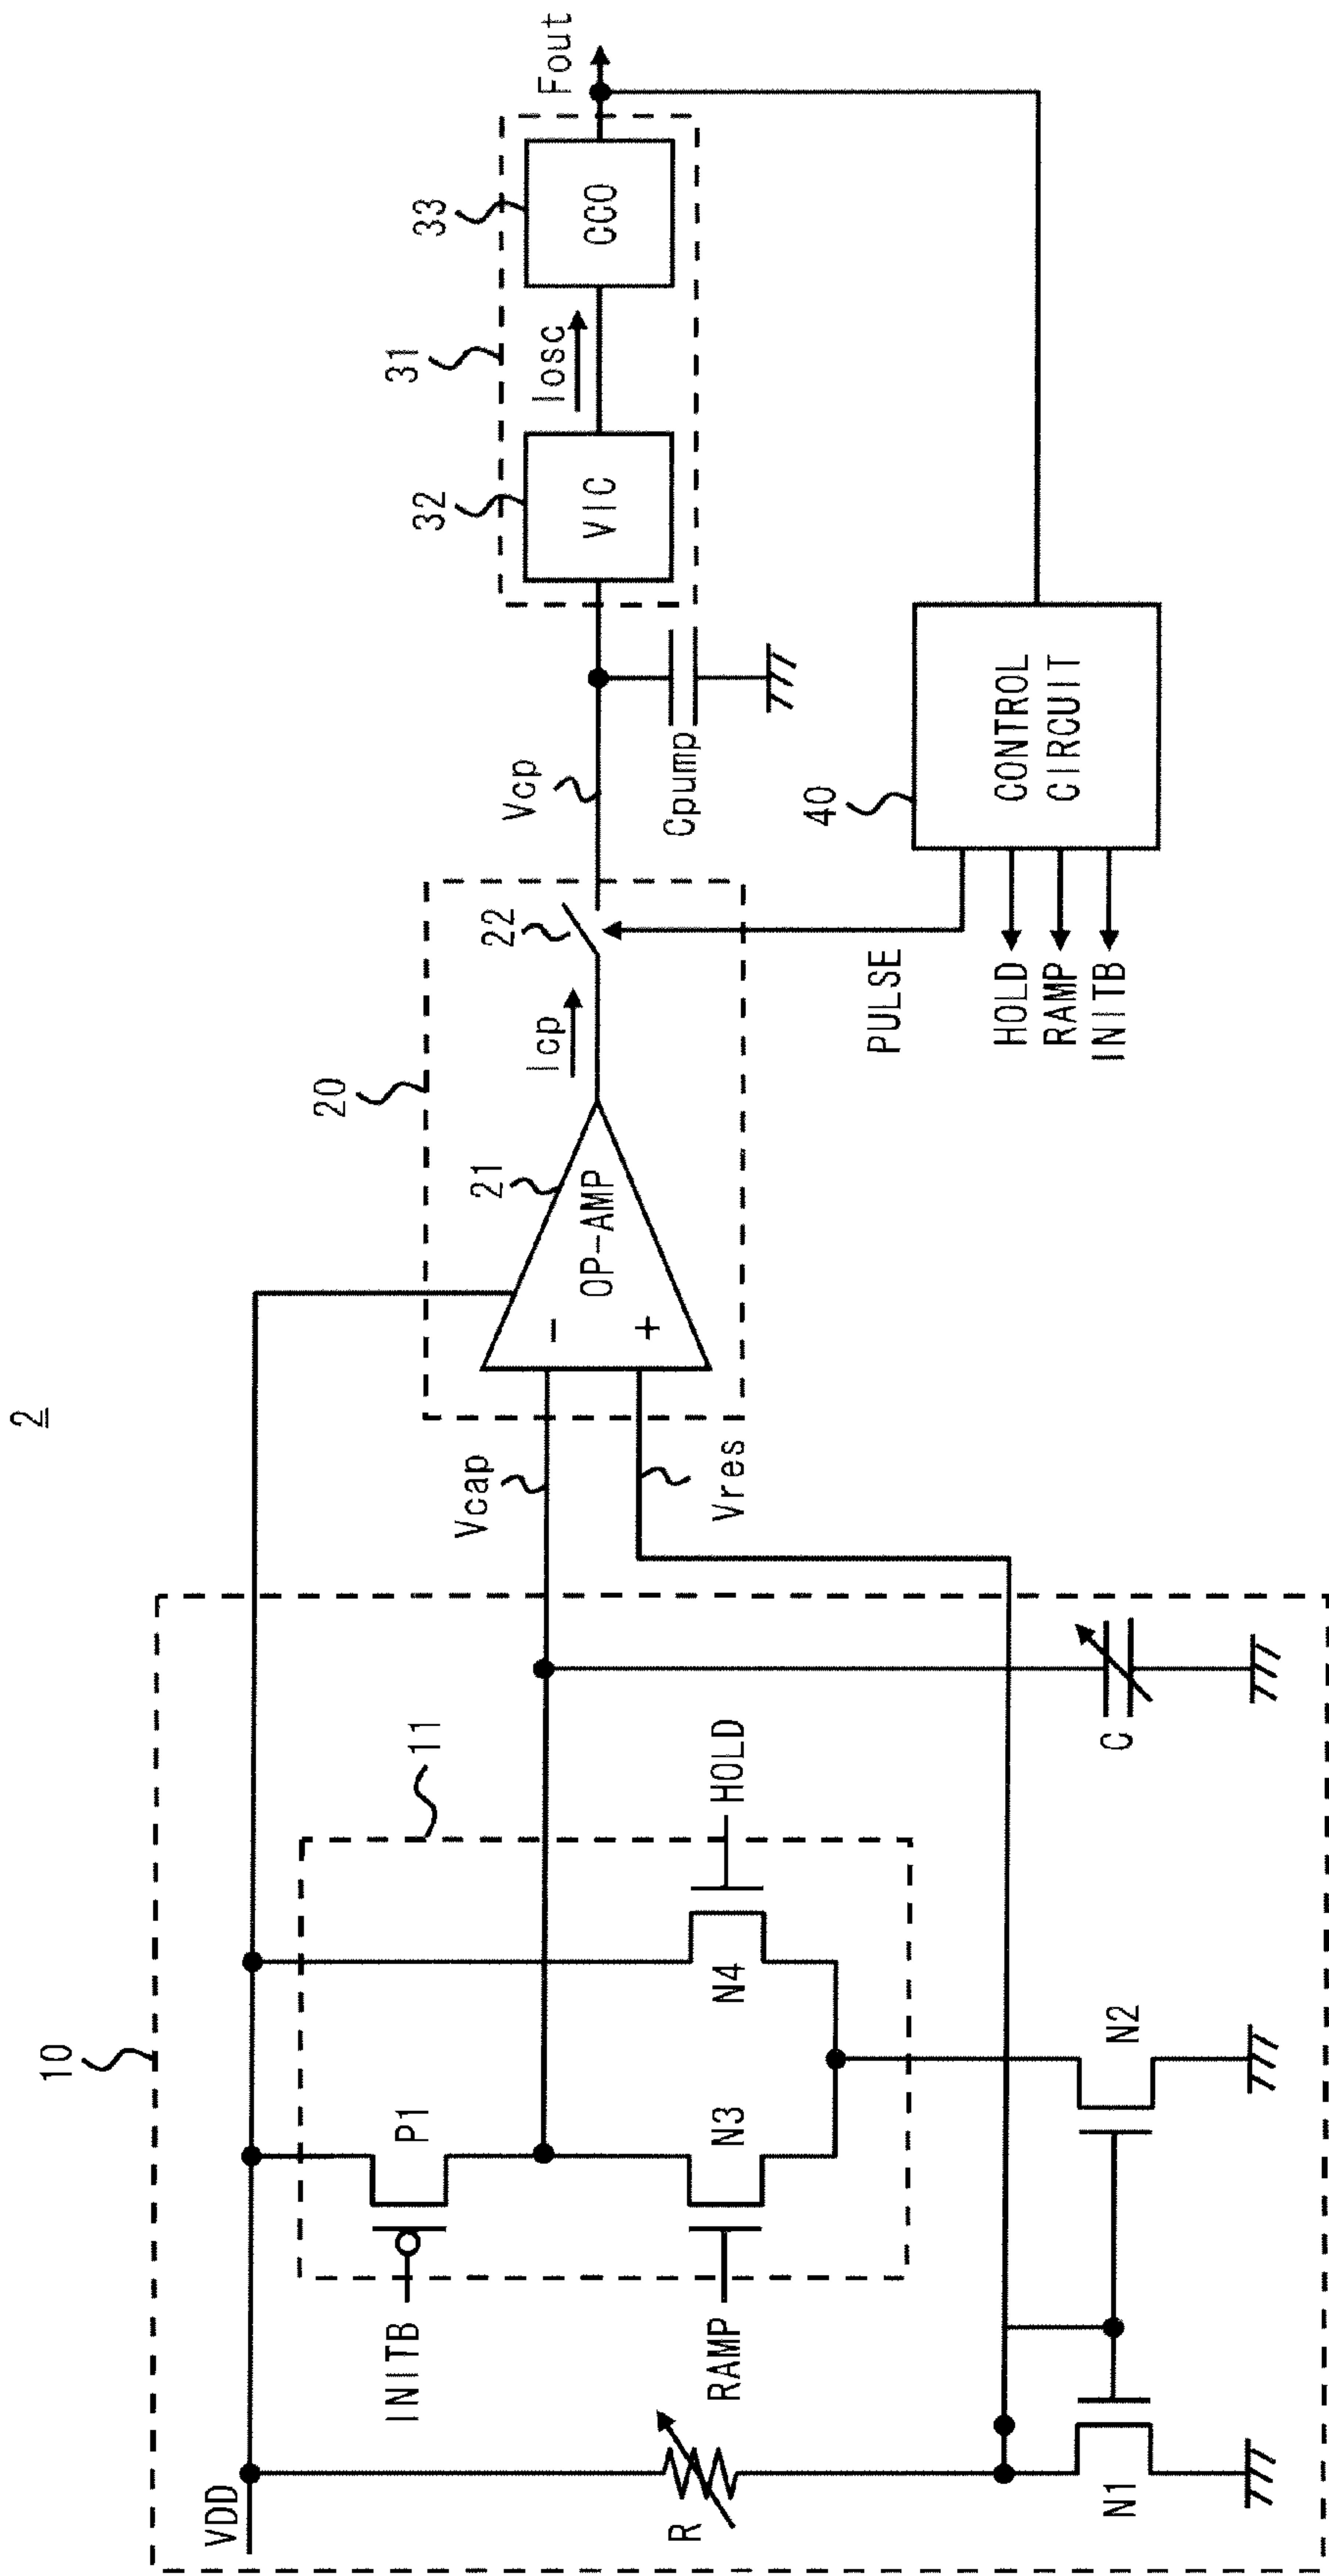 2
10
VDD
R
INITB
P1
RAMP
N3
N4
HOLD
11
N1
N2
C
Vcap
Vres
20
21
OP-AMP
−
+
Icp
22
Vcp
Cpump
31
32
VIC
Iosc
33
CCO
Fout
PULSE
HOLD
RAMP
INITB
40
CONTROL
CIRCUIT